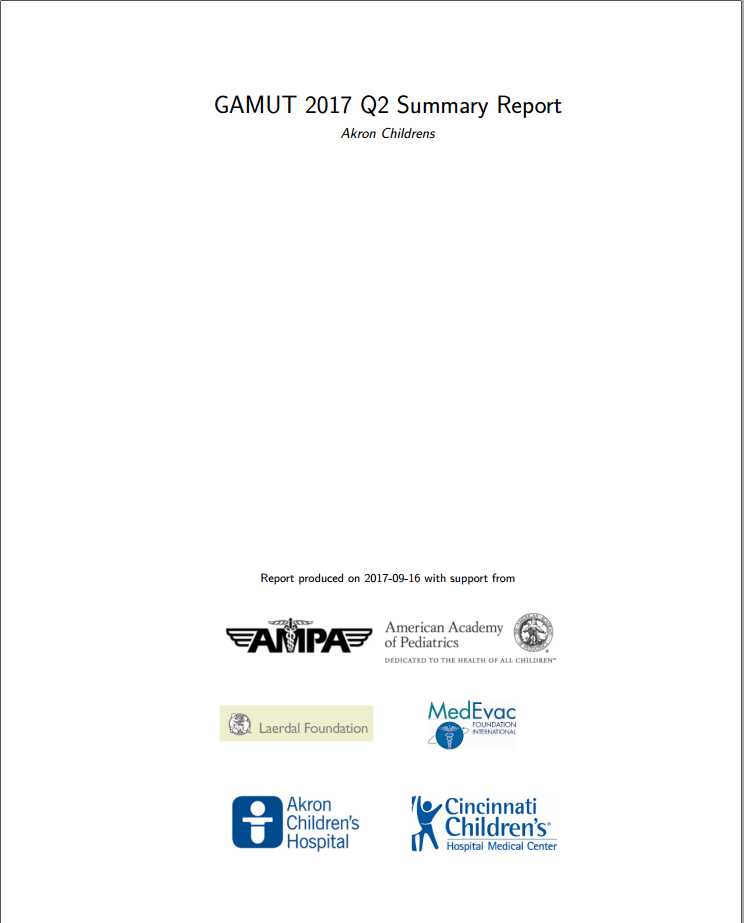 GAMUT 2017 Q2 Summary Report
Akron Childrens
Report produced on 2017-09-16 with support from
AMPA
American Academy
of Pediatrics
DEDICATED TO THE HEALTH OF ALL CHILDREN™
Laerdal Foundation
MedEvac
FOUNDATION
INTERNATIONAL
Akron
Children's
Hospital
Cincinnati
Children's®
Hospital Medical Center